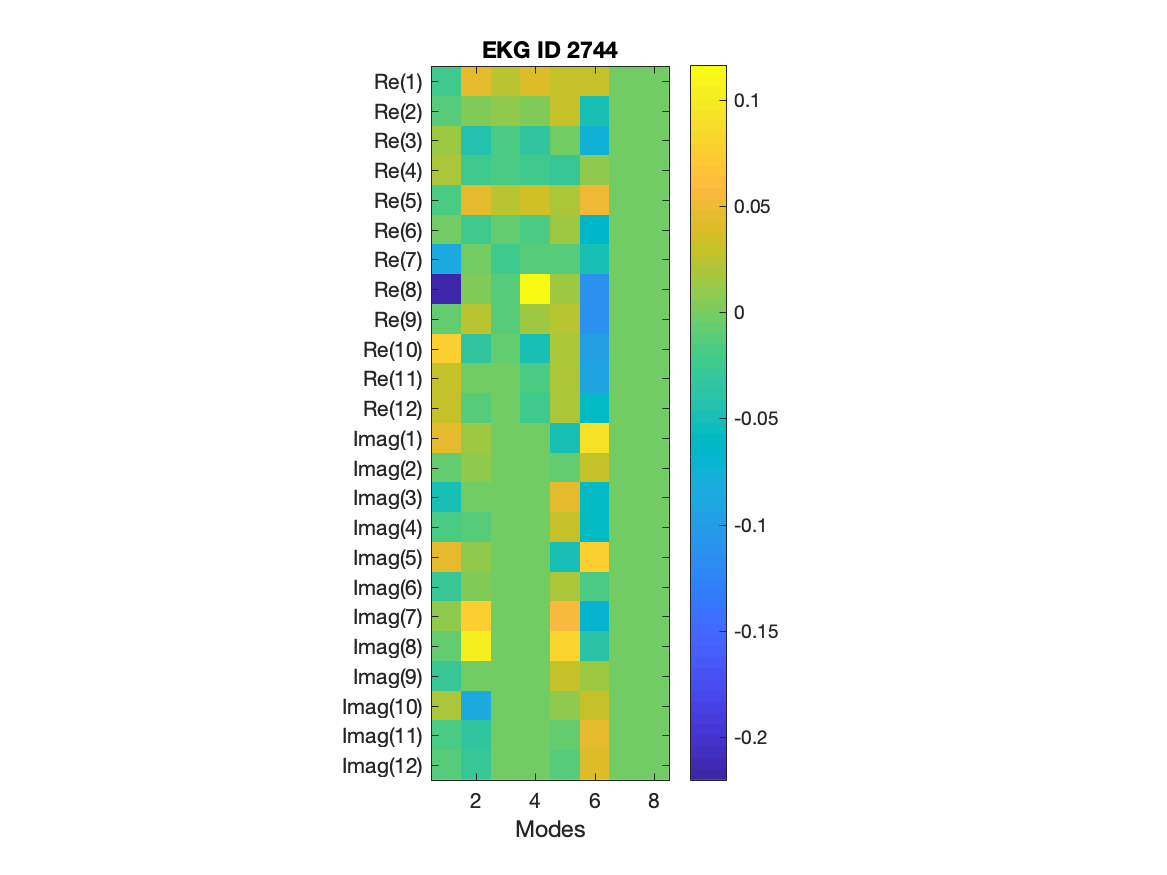 EKG ID 2744
Re(1)
Re(2)
Re(3)
Re(4)
Re(5)
Re(6)
Re(7)
Re(8)
Re(9)
Re(10)
Re(11)
Re(12)
Imag(1)
Imag(2)
Imag(3)
Imag(4)
Imag(5)
Imag(6)
Imag(7)
Imag(8)
Imag(9)
Imag(10)
Imag(11)
Imag(12)
2 4 6 8
Modes
0.1
0.05
0
-0.05
-0.1
-0.15
-0.2